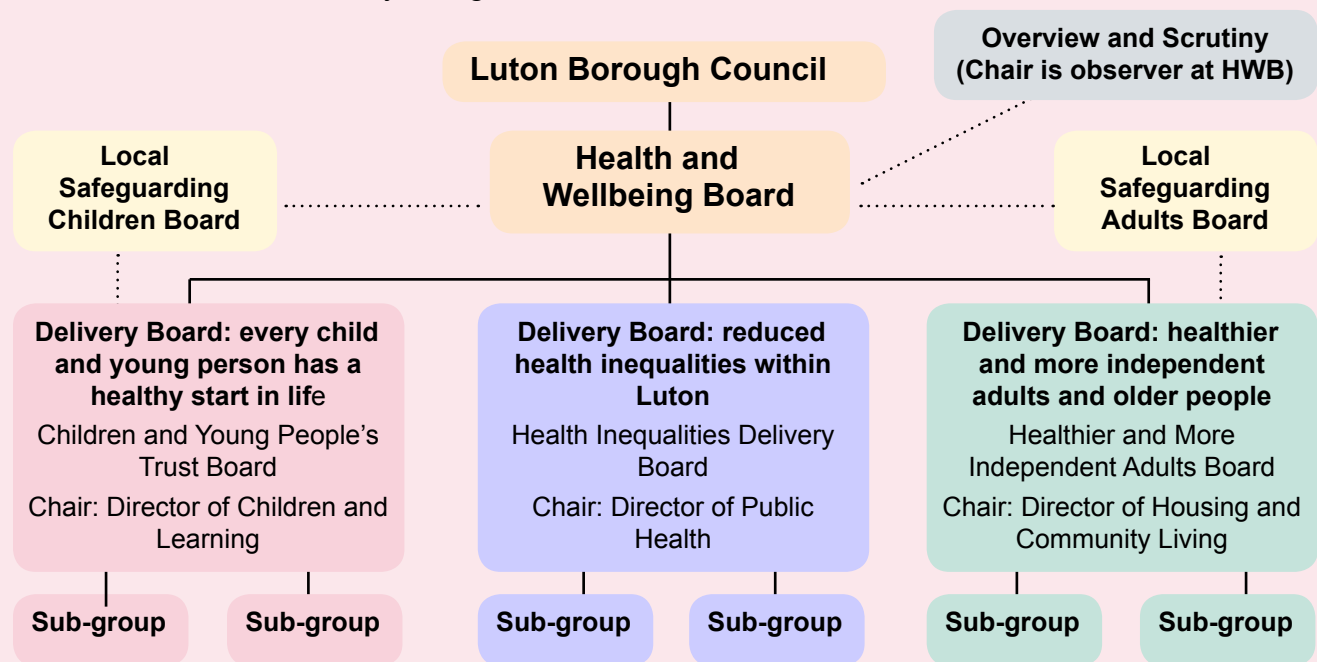 Overview and Scrutiny
(Chair is observer at HWB)
Luton Borough Council
Local
Safeguarding
Children Board
Health and
Wellbeing Board
Local
Safeguarding
Adults Board
Delivery Board: every child
and young person has a
healthy start in life
Children and Young People’s
Trust Board
Chair: Director of Children and
Learning
Delivery Board: reduced
health inequalities within
Luton
Health Inequalities Delivery
Board
Chair: Director of Public
Health
Delivery Board: healthier
and more independent
adults and older people
Healthier and More
Independent Adults Board
Chair: Director of Housing and
Community Living
Sub-group
Sub-group
Sub-group
Sub-group
Sub-group
Sub-group